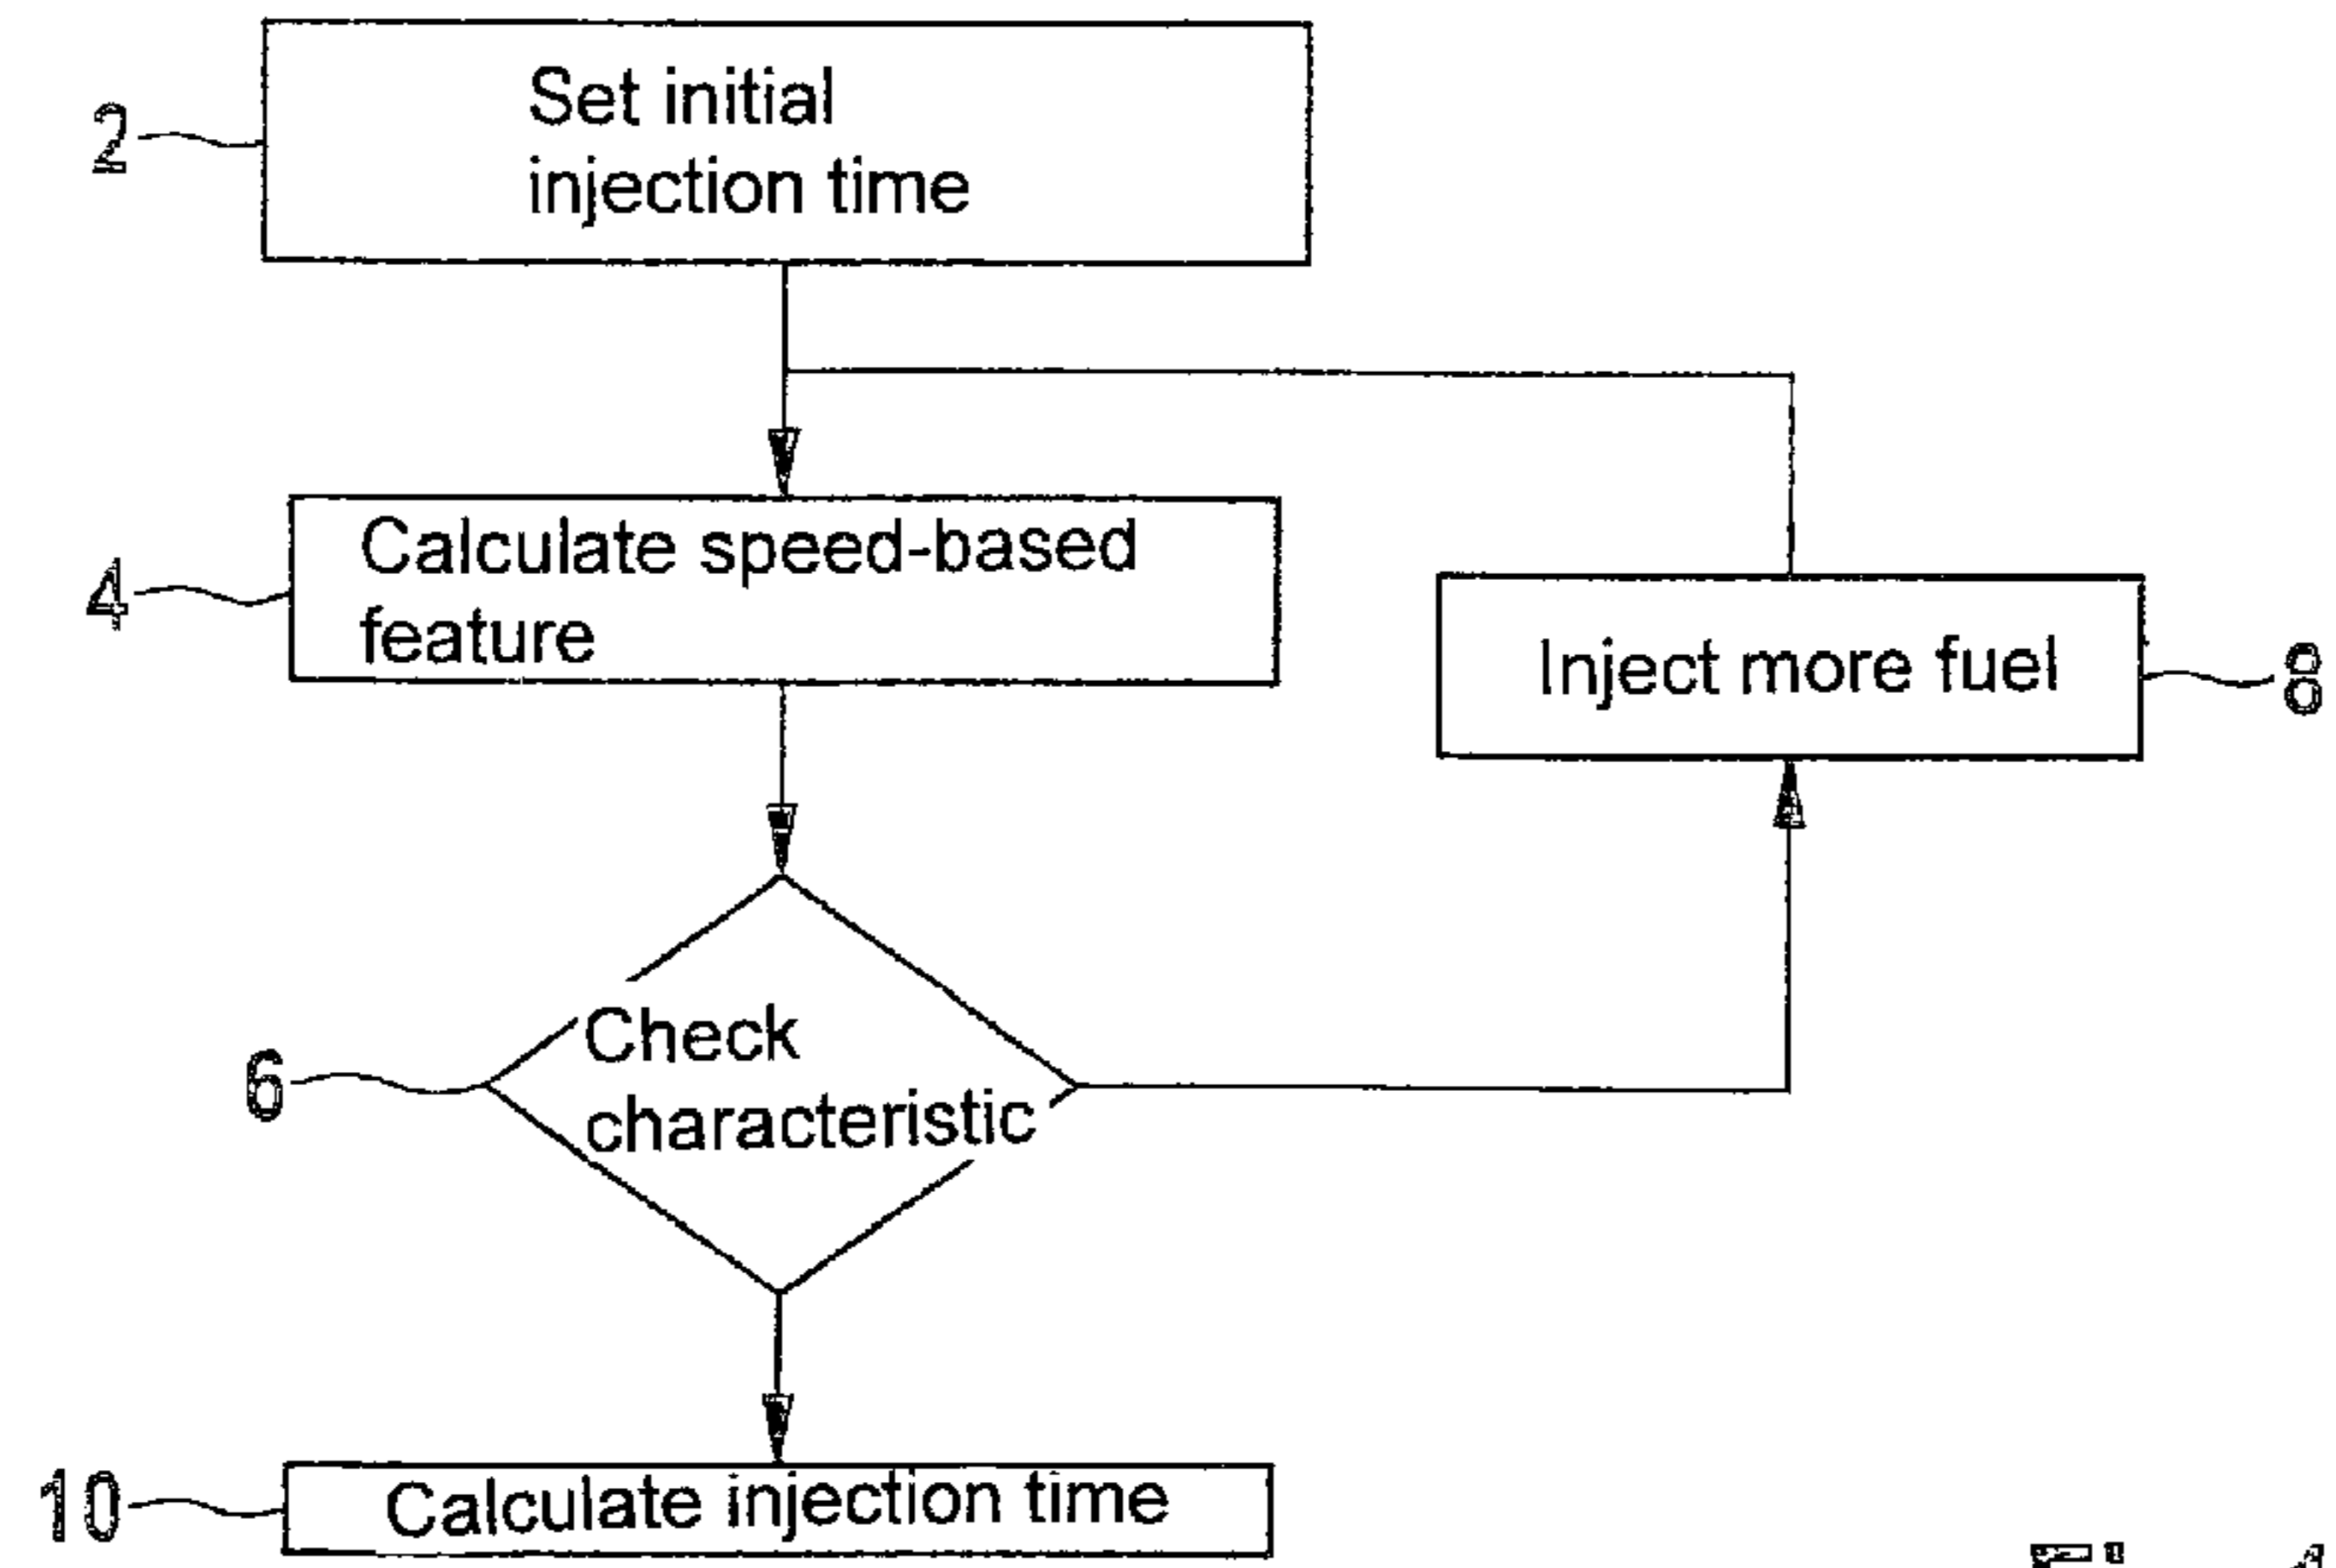 Set initial
injection time
2
Calculate speed-based
feature
4
Inject more fuel
8
Check
characteristic
6
Calculate injection time
10